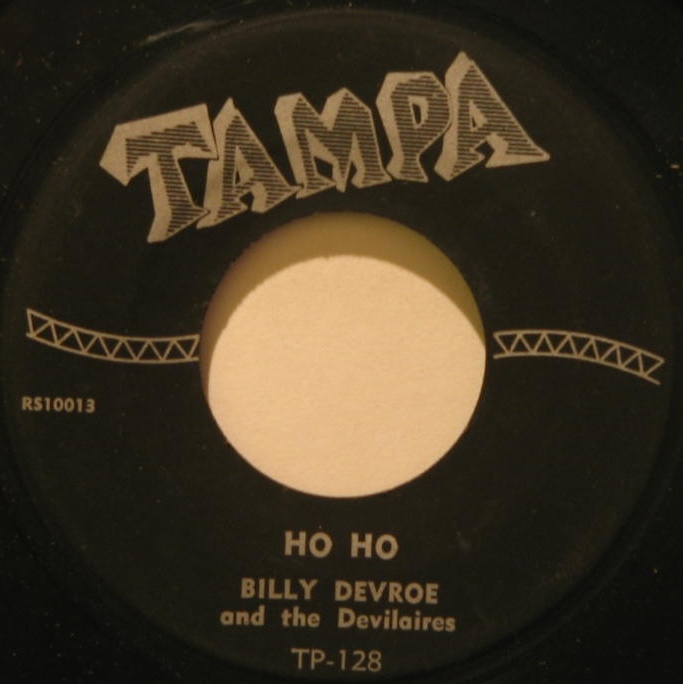 TAMPA
RS10013
HO HO
BILLY DEVROE
and the Devilaires
TP-128